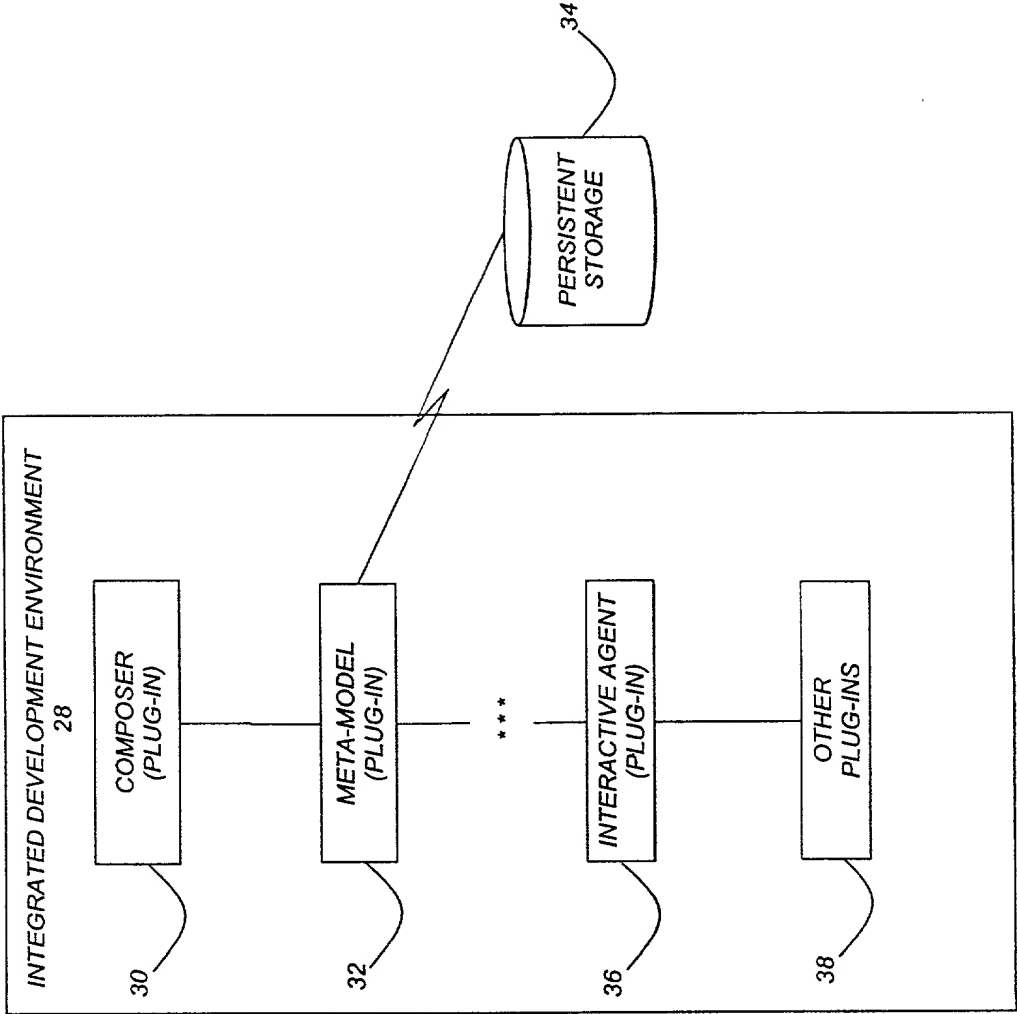 INTEGRATED DEVELOPMENT ENVIRONMENT
28
COMPOSER
(PLUG-IN)
30
META-MODEL
(PLUG-IN)
32
***
INTERACTIVE AGENT
(PLUG-IN)
36
OTHER
PLUG-INS
38
PERSISTENT
STORAGE
34